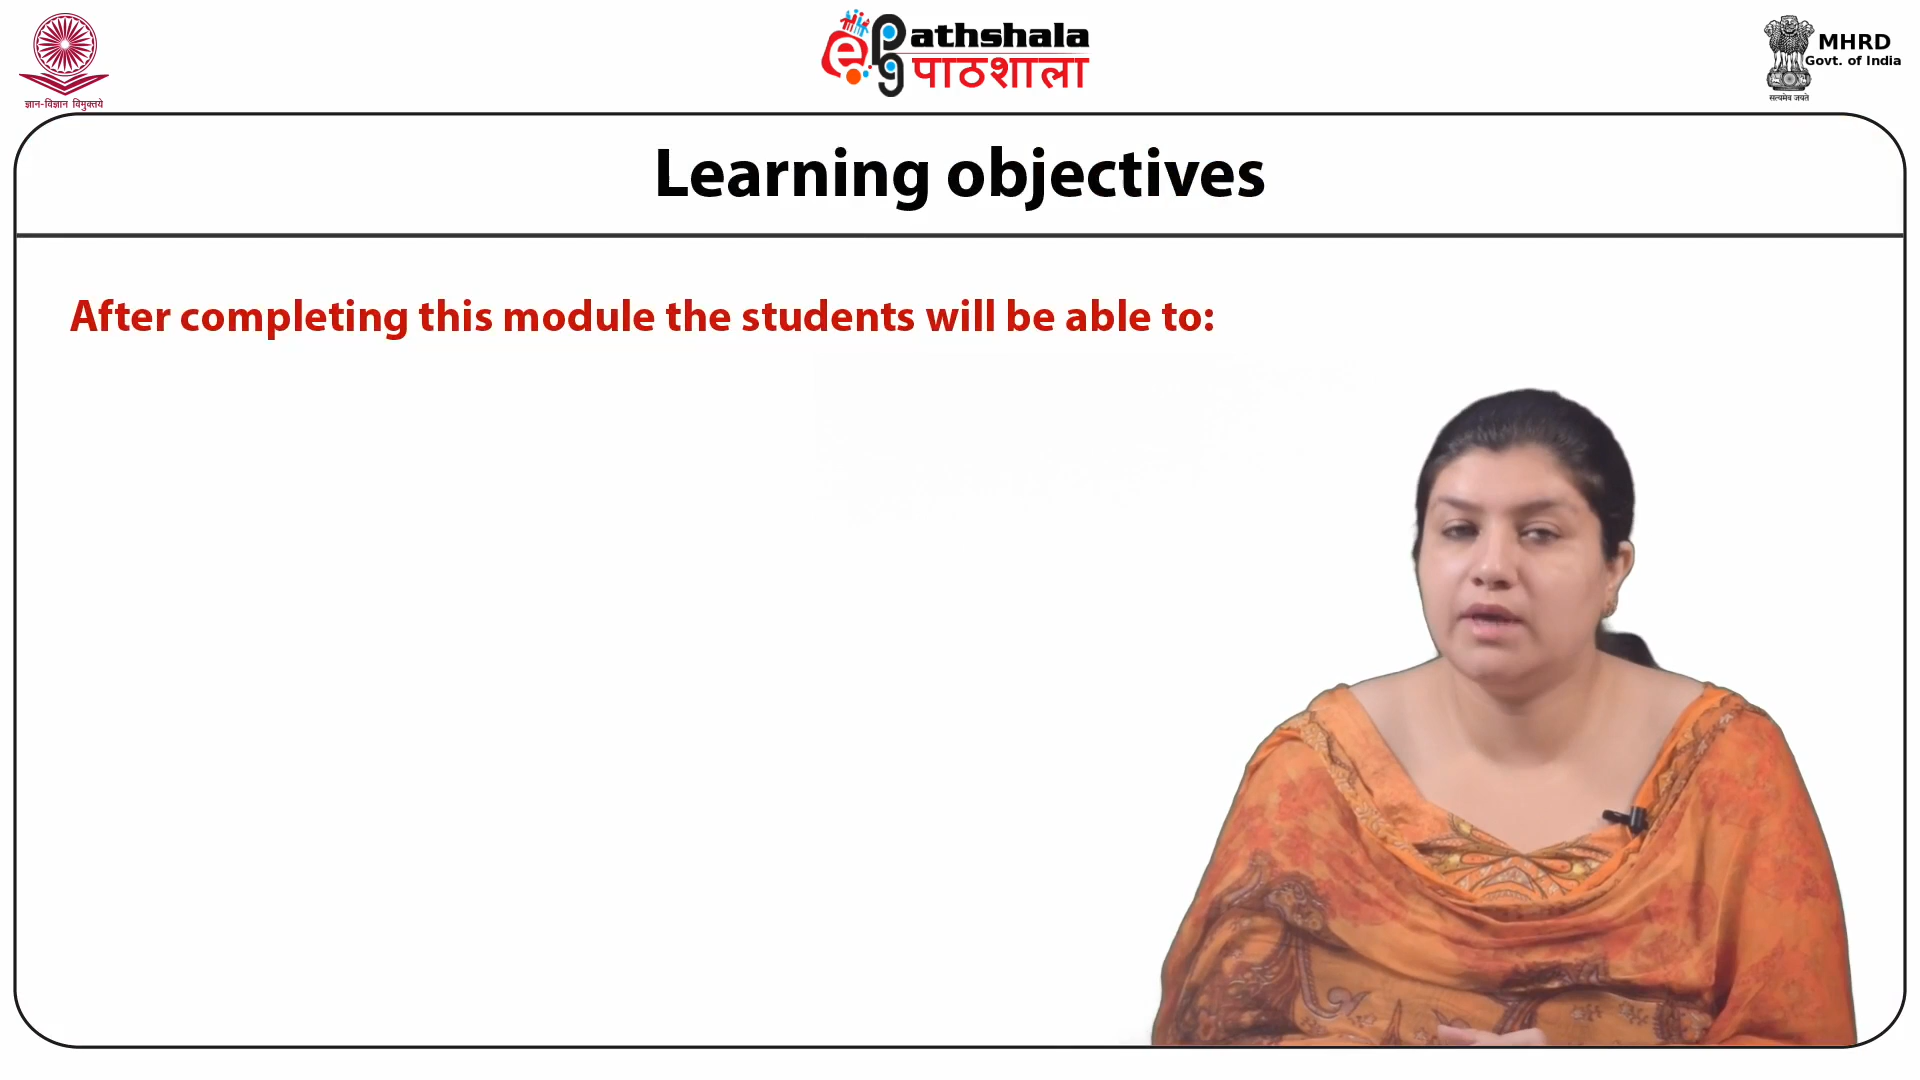 ज्ञान-विज्ञान विमुक्तये
ePGathshala
पाठशाला
MHRD
Govt. of India
सत्यमेव जयते
Learning objectives
After completing this module the students will be able to: